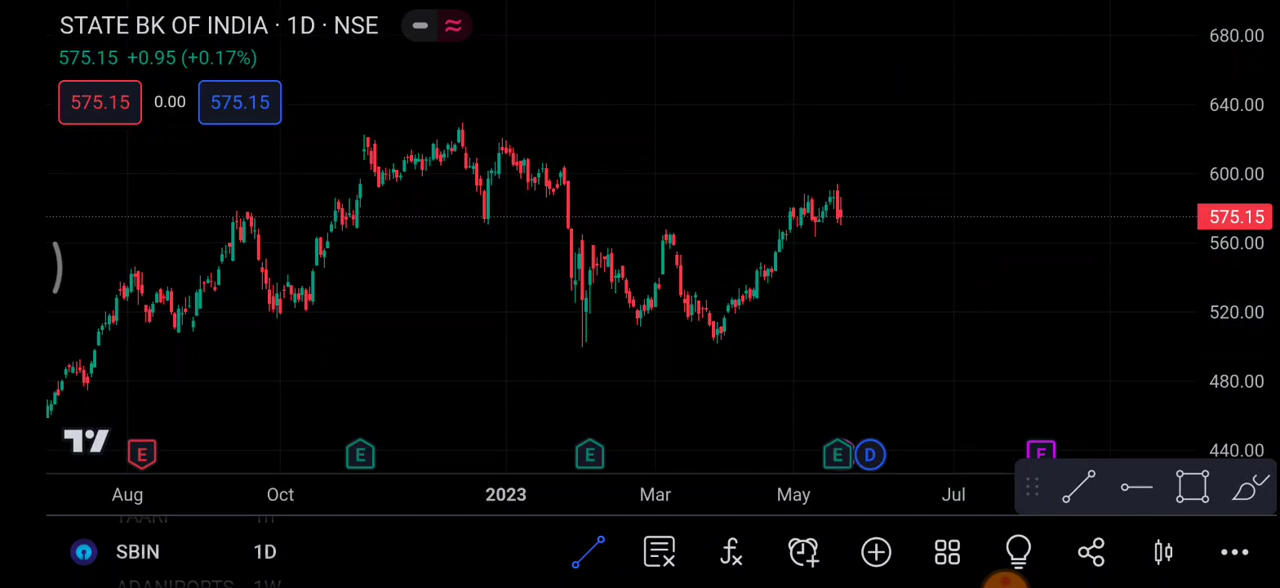 STATE BK OF INDIA · 1D · NSE
575.15 +0.95 (+0.17%)
575.15 0.00 575.15
680.00
640.00
600.00
575.15
560.00
520.00
480.00
440.00
E E E E D E
Aug Oct 2023 Mar May Jul
SBIN 1D
ADANIPORTS 1W